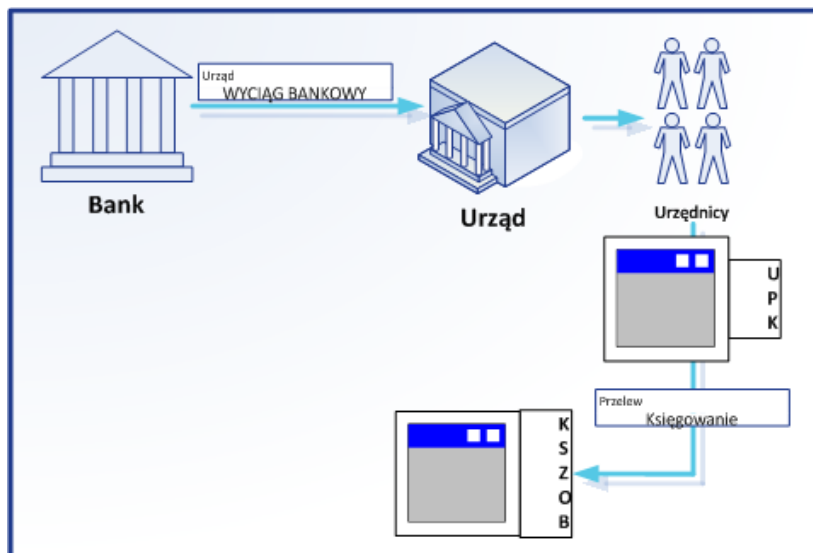 Urząd
WYCIĄG BANKOWY
Bank
Urząd
Urzędnicy
U
P
K
Przelew
Księgowanie
K
S
Z
O
B